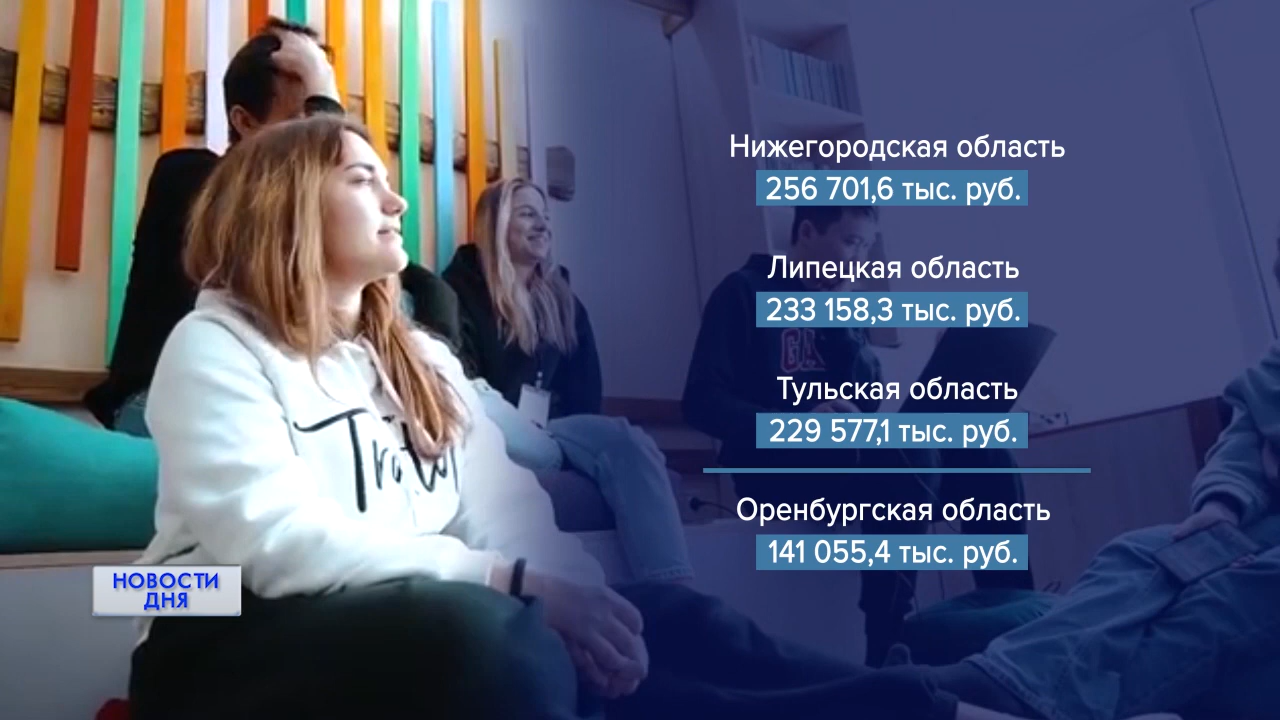 Нижегородская область
256 701,6 тыс. руб.
Липецкая область
233 158,3 тыс. руб.
Тульская область
229 577,1 тыс. руб.
Оренбургская область
141 055,4 тыс. руб.
НОВОСТИ
ДНЯ